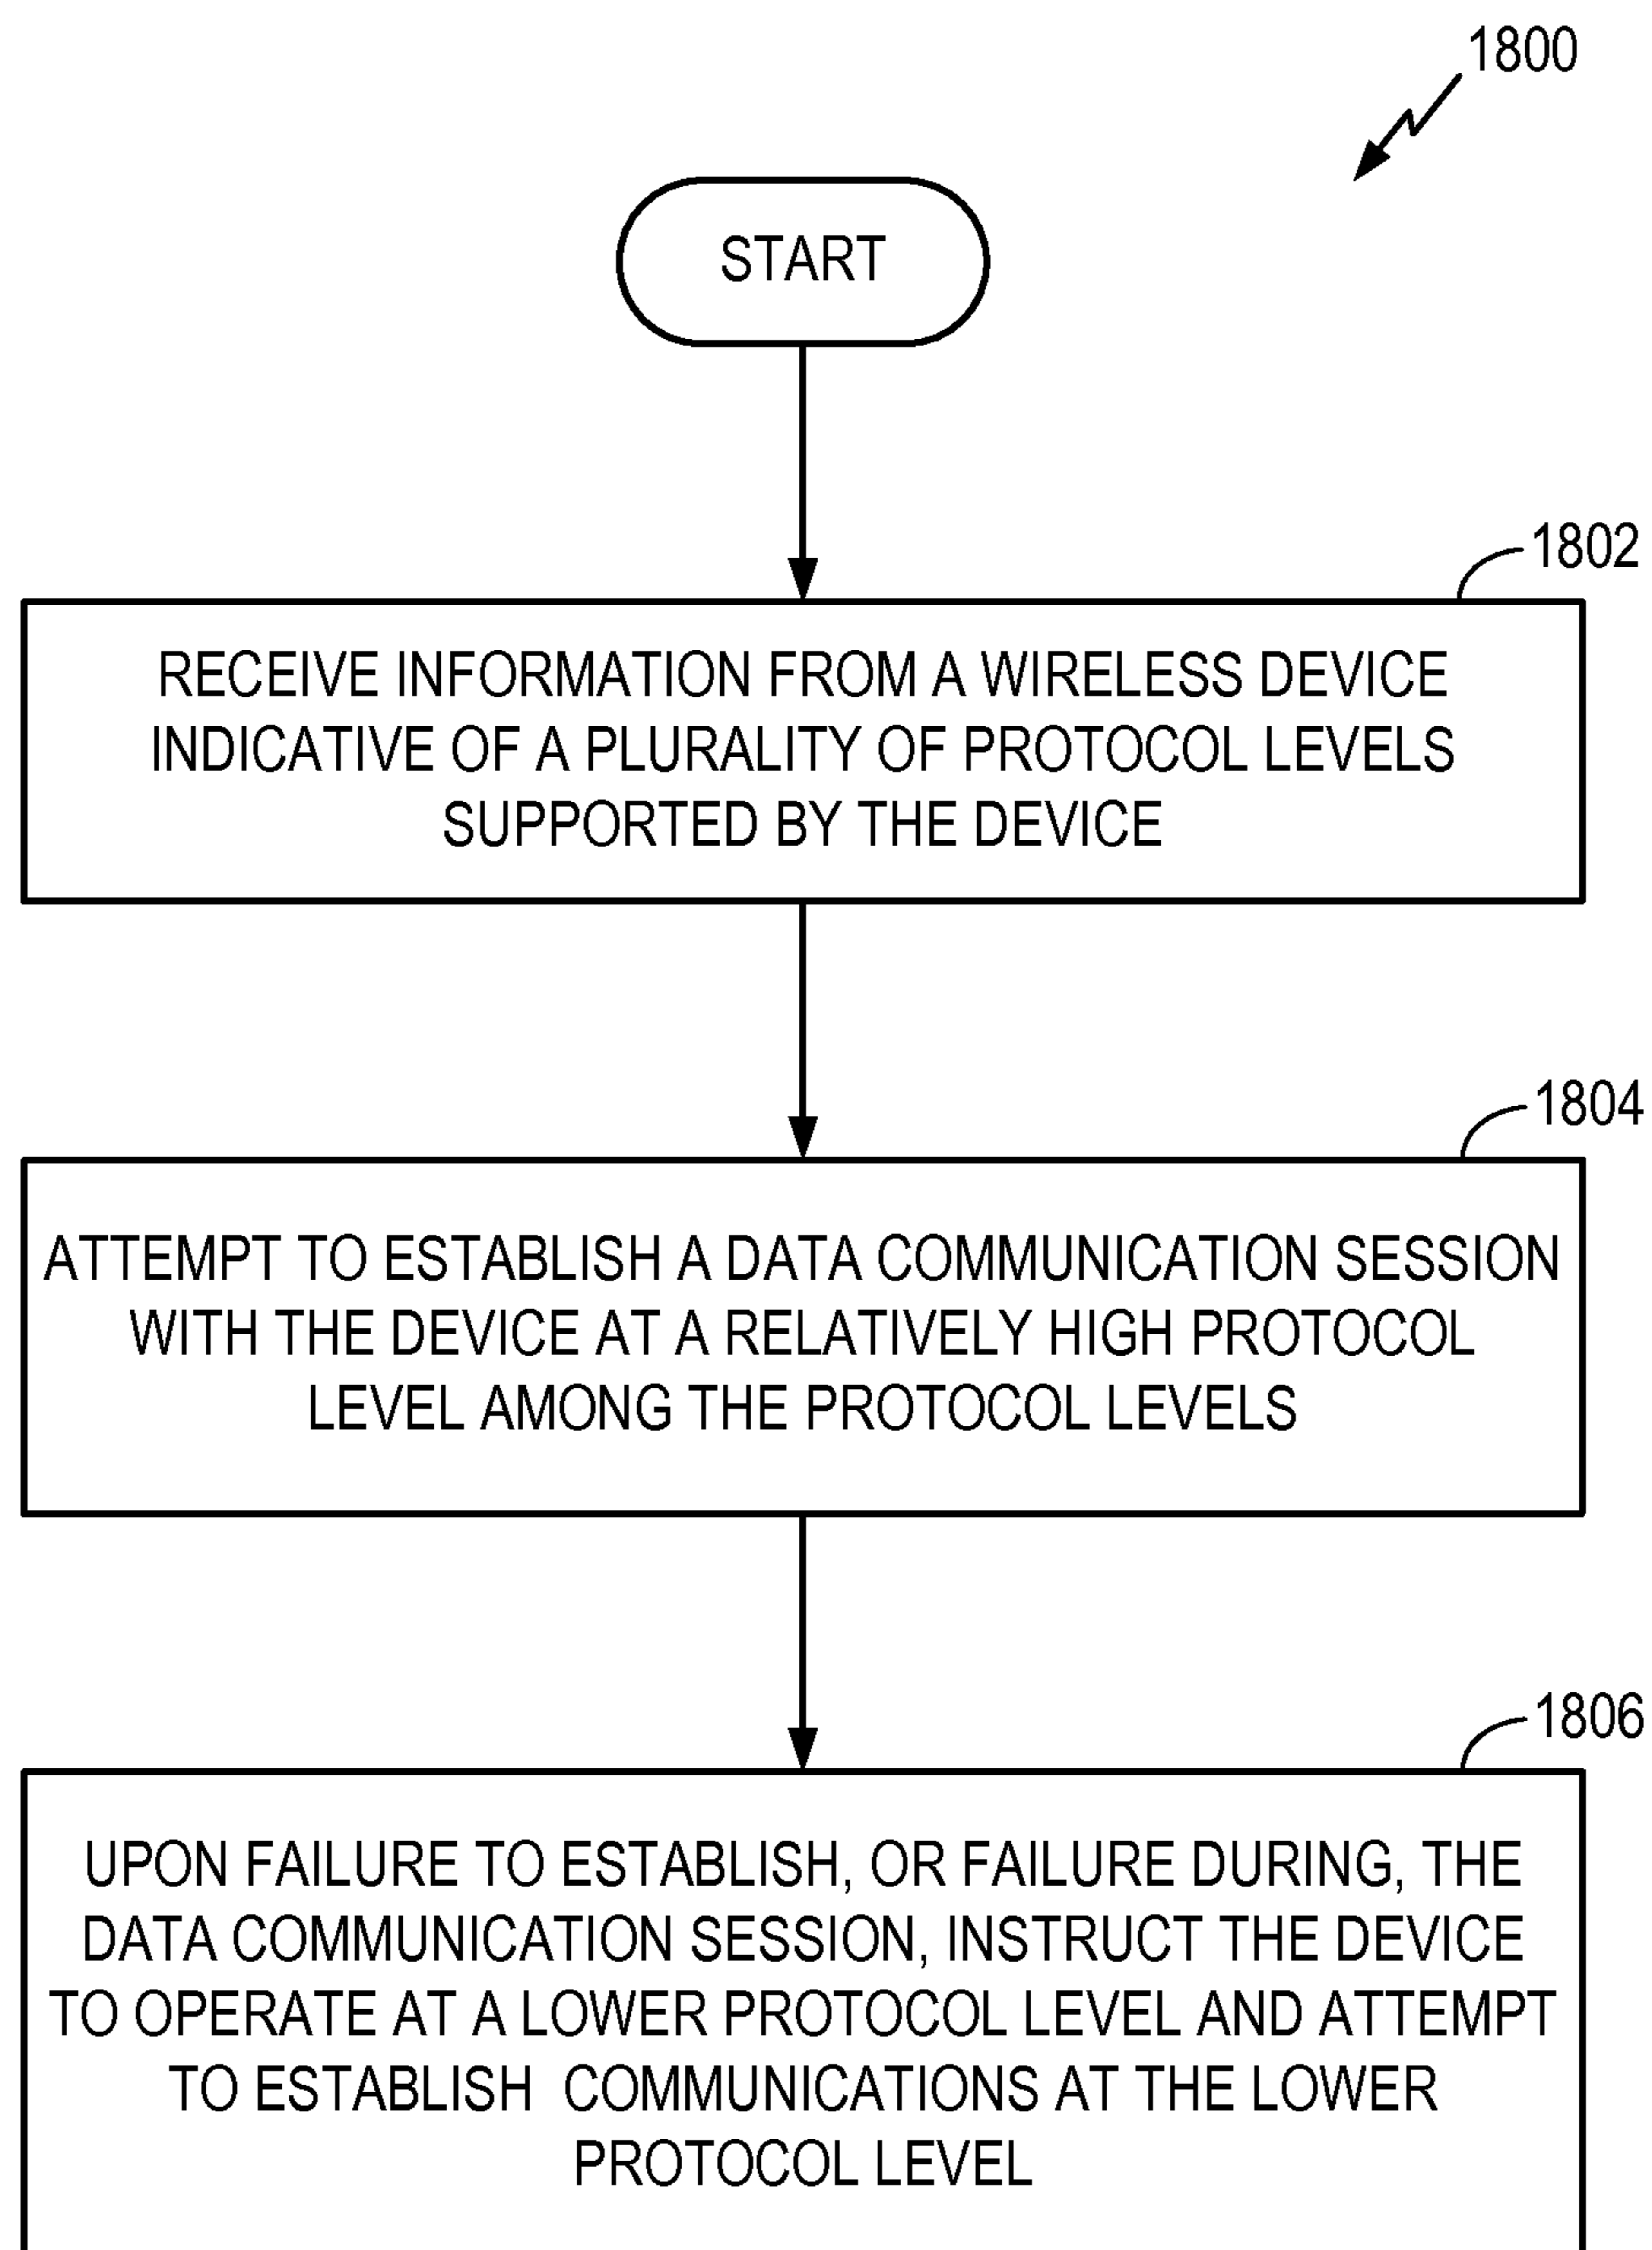 1800
START
1802
RECEIVE INFORMATION FROM A WIRELESS DEVICE
INDICATIVE OF A PLURALITY OF PROTOCOL LEVELS
SUPPORTED BY THE DEVICE
1804
ATTEMPT TO ESTABLISH A DATA COMMUNICATION SESSION
WITH THE DEVICE AT A RELATIVELY HIGH PROTOCOL
LEVEL AMONG THE PROTOCOL LEVELS
1806
UPON FAILURE TO ESTABLISH, OR FAILURE DURING, THE
DATA COMMUNICATION SESSION, INSTRUCT THE DEVICE
TO OPERATE AT A LOWER PROTOCOL LEVEL AND ATTEMPT
TO ESTABLISH COMMUNICATIONS AT THE LOWER
PROTOCOL LEVEL